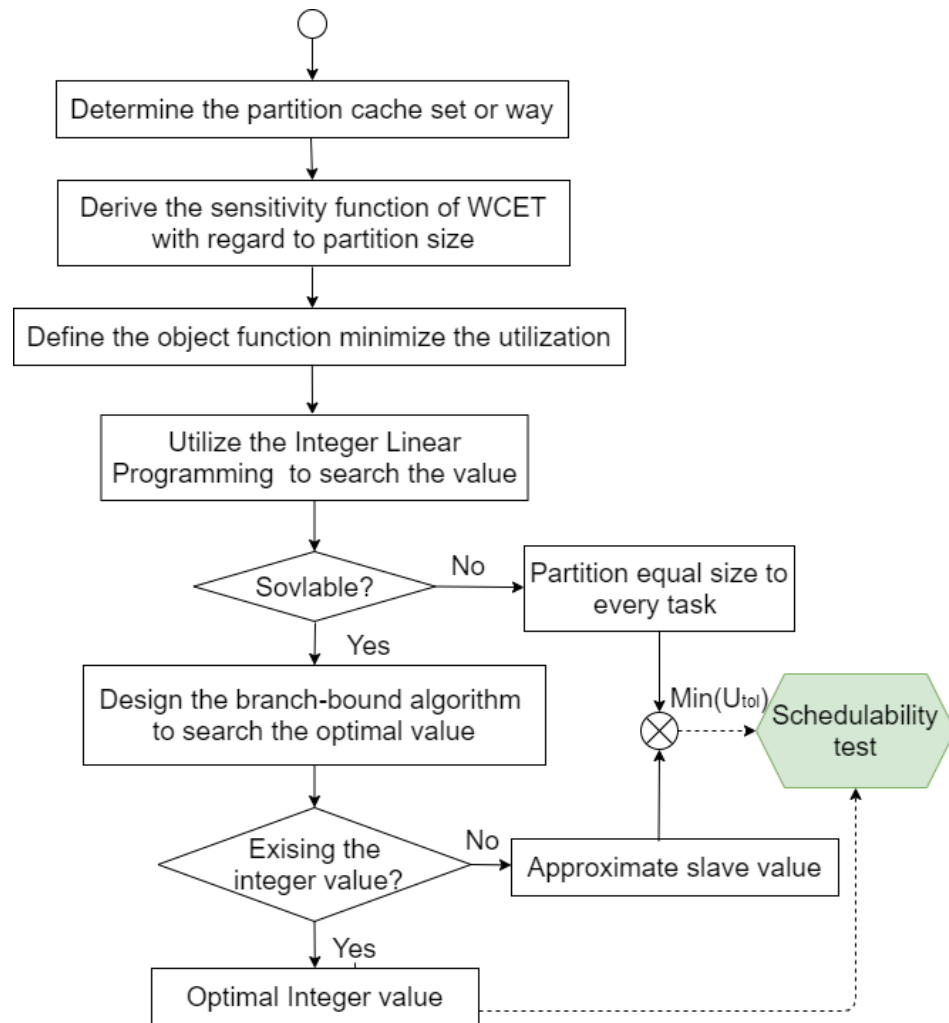 Determine the partition cache set or way
Derive the sensitivity function of WCET
with regard to partition size
Define the object function minimize the utilization
Utilize the Integer Linear
Programming to search the value
Sovlable?
No
Partition equal size to
every task
Yes
Design the branch-bound algorithm
to search the optimal value
Min(Utol)
Schedulability
test
Exising the
integer value?
No
Approximate slave value
Yes
Optimal Integer value